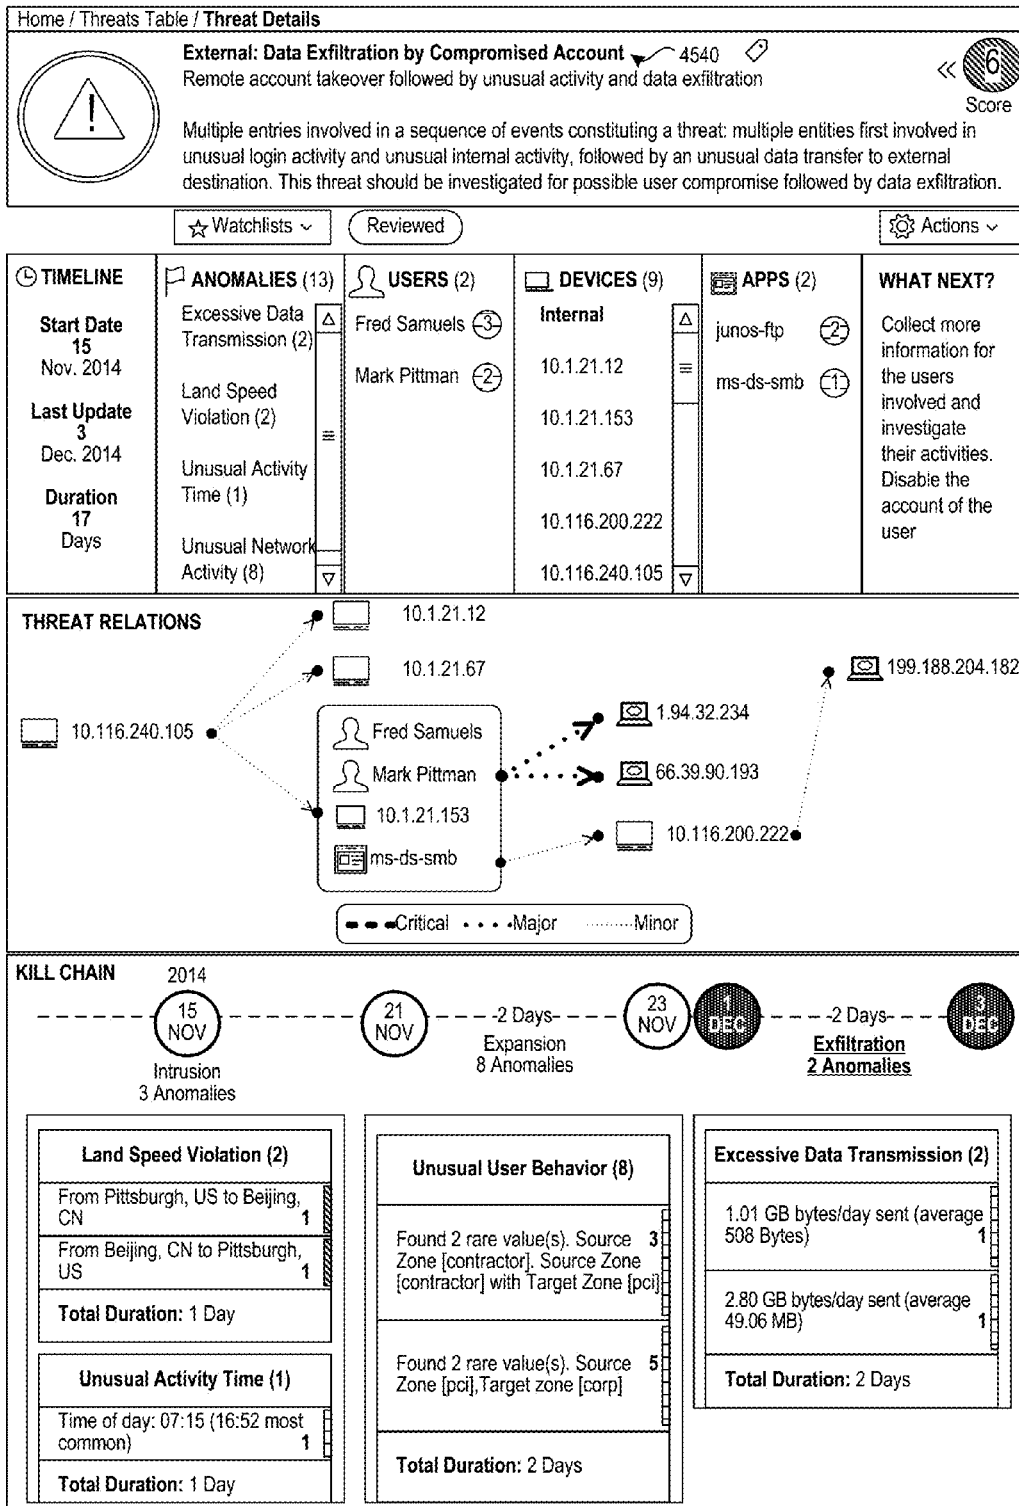 Home / Threats Table / Threat Details
External: Data Exfiltration by Compromised Account 4540
Remote account takeover followed by unusual activity and data exfiltration
6
Score
Multiple entries involved in a sequence of events constituting a threat: multiple entities first involved in
unusual login activity and unusual internal activity, followed by an unusual data transfer to external
destination. This threat should be investigated for possible user compromise followed by data exfiltration.
Watchlists
Reviewed
Actions
TIMELINE
Start Date
15
Nov. 2014
Last Update
3
Dec. 2014
Duration
17
Days
ANOMALIES (13)
Excessive Data
Transmission (2)
Land Speed
Violation (2)
Unusual Activity
Time (1)
Unusual Network
Activity (8)
USERS (2)
Fred Samuels 3
Mark Pittman 2
DEVICES (9)
Internal
10.1.21.12
10.1.21.153
10.1.21.67
10.116.200.222
10.116.240.105
APPS (2)
junos-ftp 2
ms-ds-smb 1
WHAT NEXT?
Collect more
information for
the users
involved and
investigate
their activities.
Disable the
account of the
user
THREAT RELATIONS
10.1.21.12
10.1.21.67
199.188.204.182
10.116.240.105
Fred Samuels
Mark Pittman
10.1.21.153
ms-ds-smb
1.94.32.234
66.39.90.193
10.116.200.222
Critical Major Minor
KILL CHAIN
2014
15
NOV
Intrusion
3 Anomalies
21
NOV
2 Days
Expansion
8 Anomalies
23
NOV
1
DEC
2 Days
Exfiltration
2 Anomalies
3
DEC
Land Speed Violation (2)
From Pittsburgh, US to Beijing,
CN 1
From Beijing, CN to Pittsburgh,
US 1
Total Duration: 1 Day
Unusual Activity Time (1)
Time of day: 07:15 (16:52 most
common) 1
Total Duration: 1 Day
Unusual User Behavior (8)
Found 2 rare value(s). Source 3
Zone [contractor]. Source Zone
[contractor] with Target Zone [pci]
Found 2 rare value(s). Source 5
Zone [pci],Target zone [corp]
Total Duration: 2 Days
Excessive Data Transmission (2)
1.01 GB bytes/day sent (average
508 Bytes) 1
2.80 GB bytes/day sent (average
49.06 MB) 1
Total Duration: 2 Days